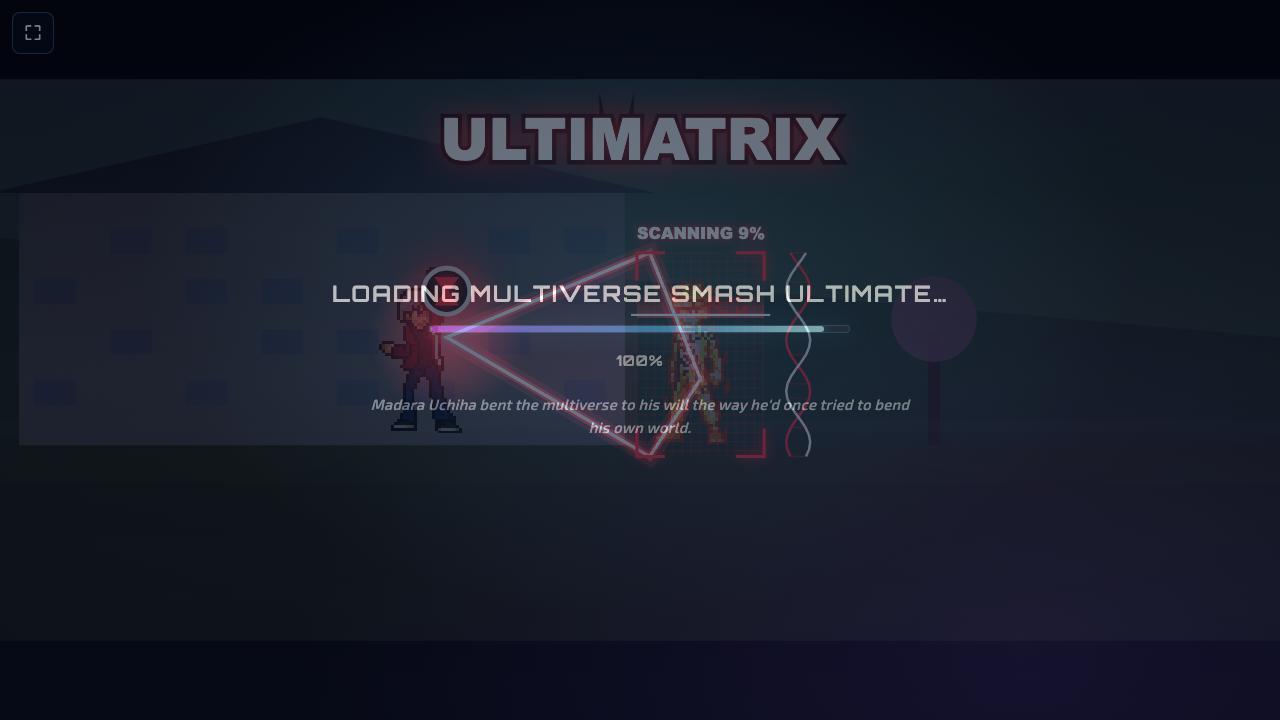 ULTIMATRIX
SCANNING 9%
LOADING MULTIVERSE SMASH ULTIMATE…
100%
Madara Uchiha bent the multiverse to his will the way he'd once tried to bend
his own world.